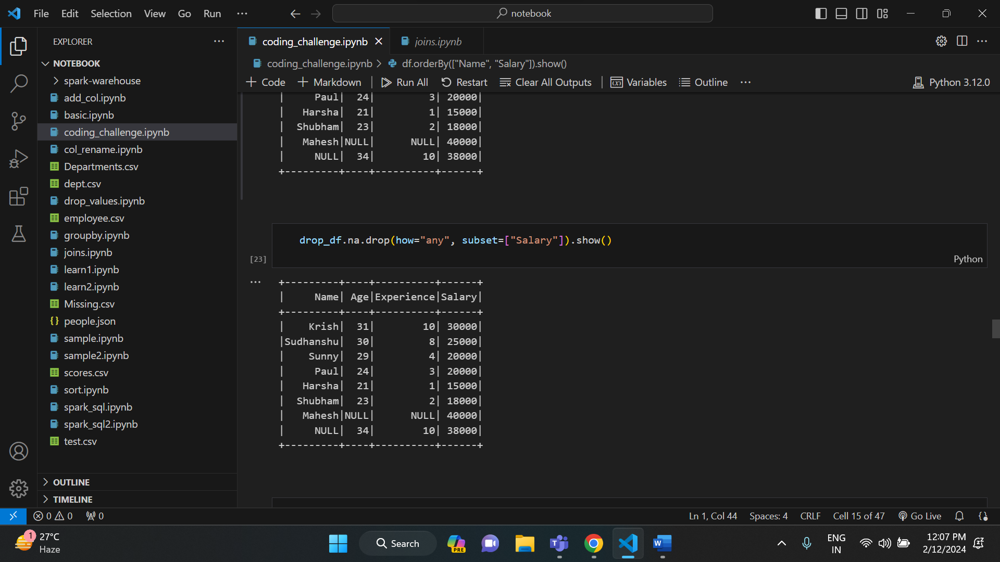 File Edit Selection View Go Run ···
notebook
EXPLORER ···
NOTEBOOK
spark-warehouse
add_col.ipynb
basic.ipynb
coding_challenge.ipynb
col_rename.ipynb
Departments.csv
dept.csv
drop_values.ipynb
employee.csv
groupby.ipynb
joins.ipynb
learn1.ipynb
learn2.ipynb
Missing.csv
people.json
sample.ipynb
sample2.ipynb
scores.csv
sort.ipynb
spark_sql.ipynb
spark_sql2.ipynb
test.csv
OUTLINE
TIMELINE
coding_challenge.ipynb joins.ipynb ···
coding_challenge.ipynb > df.orderBy(["Name", "Salary"]).show()
+ Code + Markdown | Run All Restart Clear All Outputs | Variables Outline ··· Python 3.12.0
|     Paul|  24|         3| 20000|
|   Harsha|  21|         1| 15000|
|  Shubham|  23|         2| 18000|
|   Mahesh|NULL|      NULL| 40000|
|     NULL|  34|        10| 38000|
+---------+----+----------+------+
drop_df.na.drop(how="any", subset=["Salary"]).show()
[23]
Python
···
+---------+----+----------+------+
|     Name| Age|Experience|Salary|
+---------+----+----------+------+
|    Krish|  31|        10| 30000|
|Sudhanshu|  30|         8| 25000|
|    Sunny|  29|         4| 20000|
|     Paul|  24|         3| 20000|
|   Harsha|  21|         1| 15000|
|  Shubham|  23|         2| 18000|
|   Mahesh|NULL|      NULL| 40000|
|     NULL|  34|        10| 38000|
+---------+----+----------+------+
0 0 0 Ln 1, Col 44 Spaces: 4 CRLF Cell 15 of 47 Go Live
1 27°C
Haze
Search
PRE
ENG
IN
12:07 PM
2/12/2024